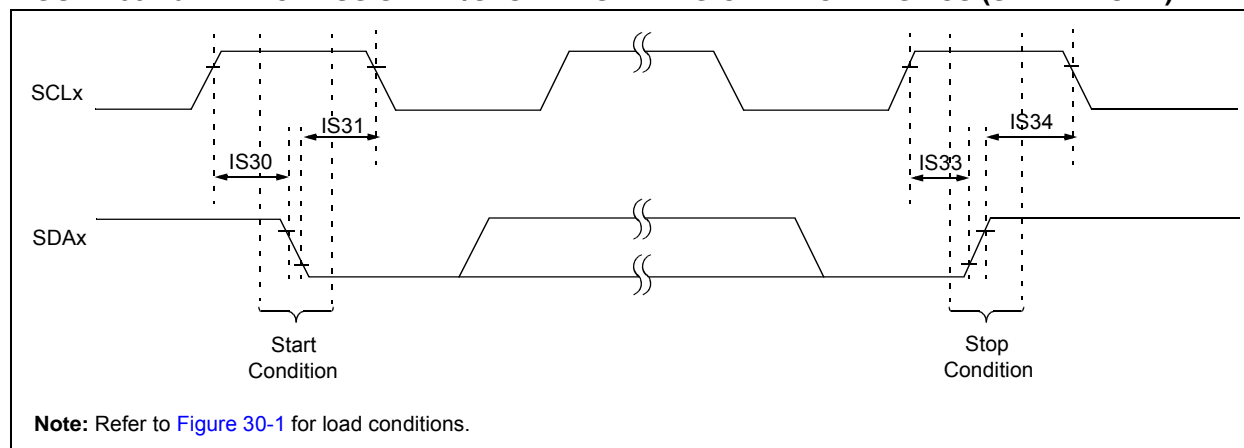 SCLx
IS31
IS34
IS30
IS33
SDAx
Start
Condition
Stop
Condition
Note: Refer to Figure 30-1 for load conditions.